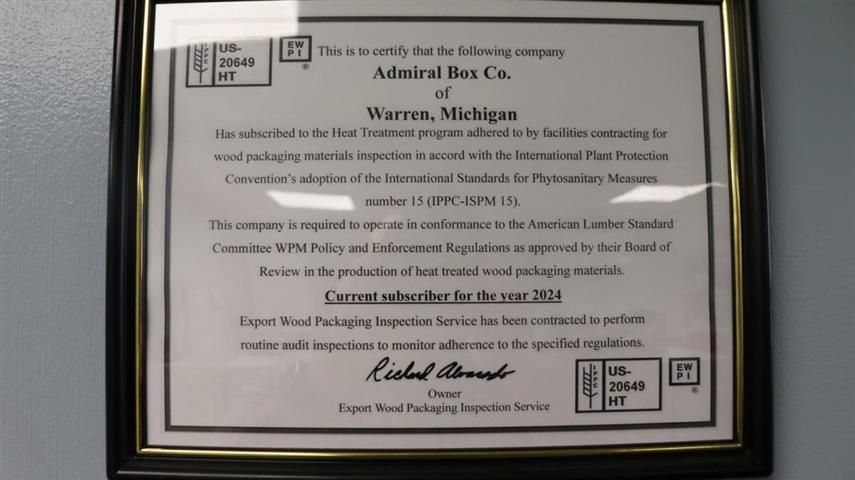 IPPC
US-
20649
HT
EW
PI
®
This is to certify that the following company
Admiral Box Co.
of
Warren, Michigan
Has subscribed to the Heat Treatment program adhered to by facilities contracting for
wood packaging materials inspection in accord with the International Plant Protection
Convention's adoption of the International Standards for Phytosanitary Measures
number 15 (IPPC-ISPM 15).
This company is required to operate in conformance to the American Lumber Standard
Committee WPM Policy and Enforcement Regulations as approved by their Board of
Review in the production of heat treated wood packaging materials.
Current subscriber for the year 2024
Export Wood Packaging Inspection Service has been contracted to perform
routine audit inspections to monitor adherence to the specified regulations.
Richard Alvarado
Owner
Export Wood Packaging Inspection Service
IPPC
US-
20649
HT
EW
PI
®